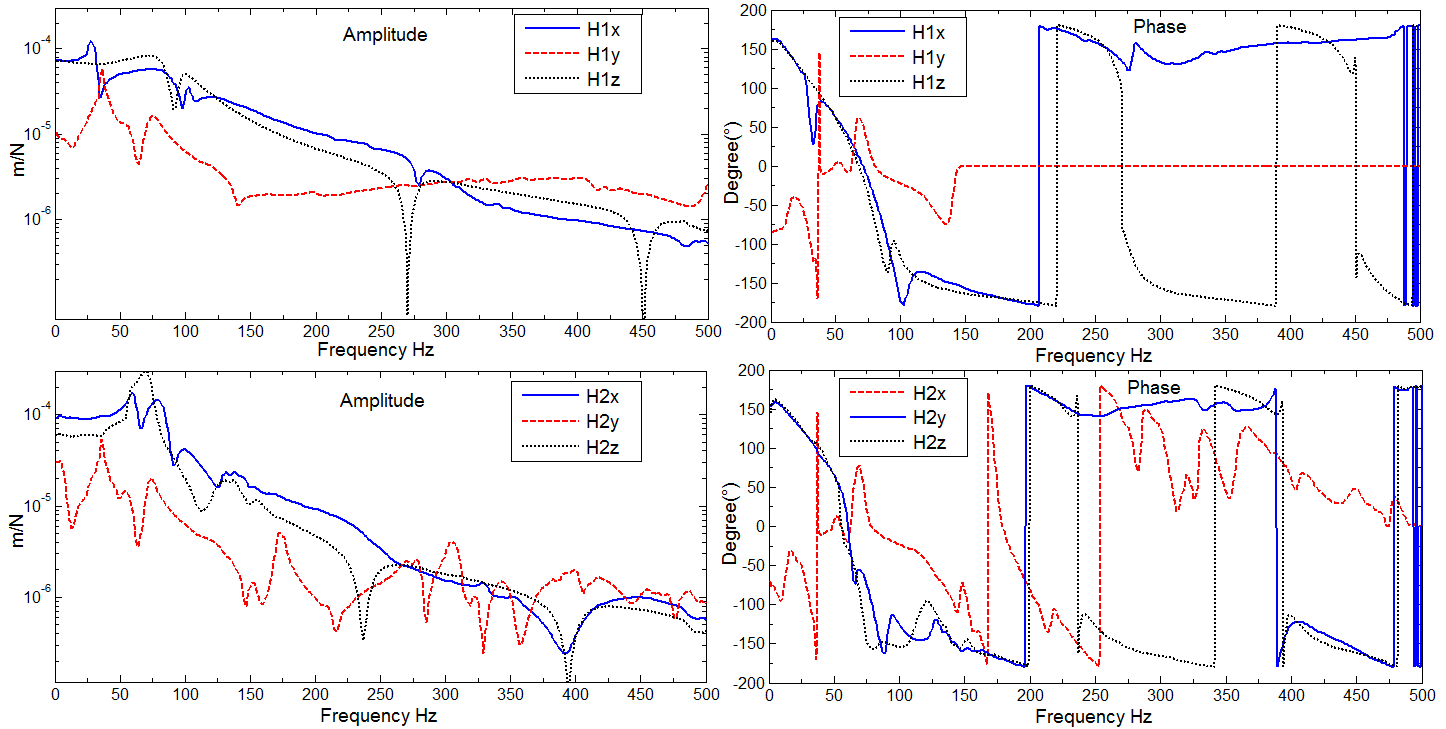 Amplitude
H1x
H1y
H1z
10⁻⁴
10⁻⁵
10⁻⁶
m/N
0 50 100 150 200 250 300 350 400 450 500
Frequency Hz
Phase
H1x
H1y
H1z
200
150
100
50
0
-50
-100
-150
-200
Degree(°)
0 50 100 150 200 250 300 350 400 450 500
Frequency Hz
Amplitude
H2x
H2y
H2z
10⁻⁴
10⁻⁵
10⁻⁶
m/N
0 50 100 150 200 250 300 350 400 450 500
Frequency Hz
Phase
H2x
H2y
H2z
200
150
100
50
0
-50
-100
-150
-200
Degree(°)
0 50 100 150 200 250 300 350 400 450 500
Frequency Hz